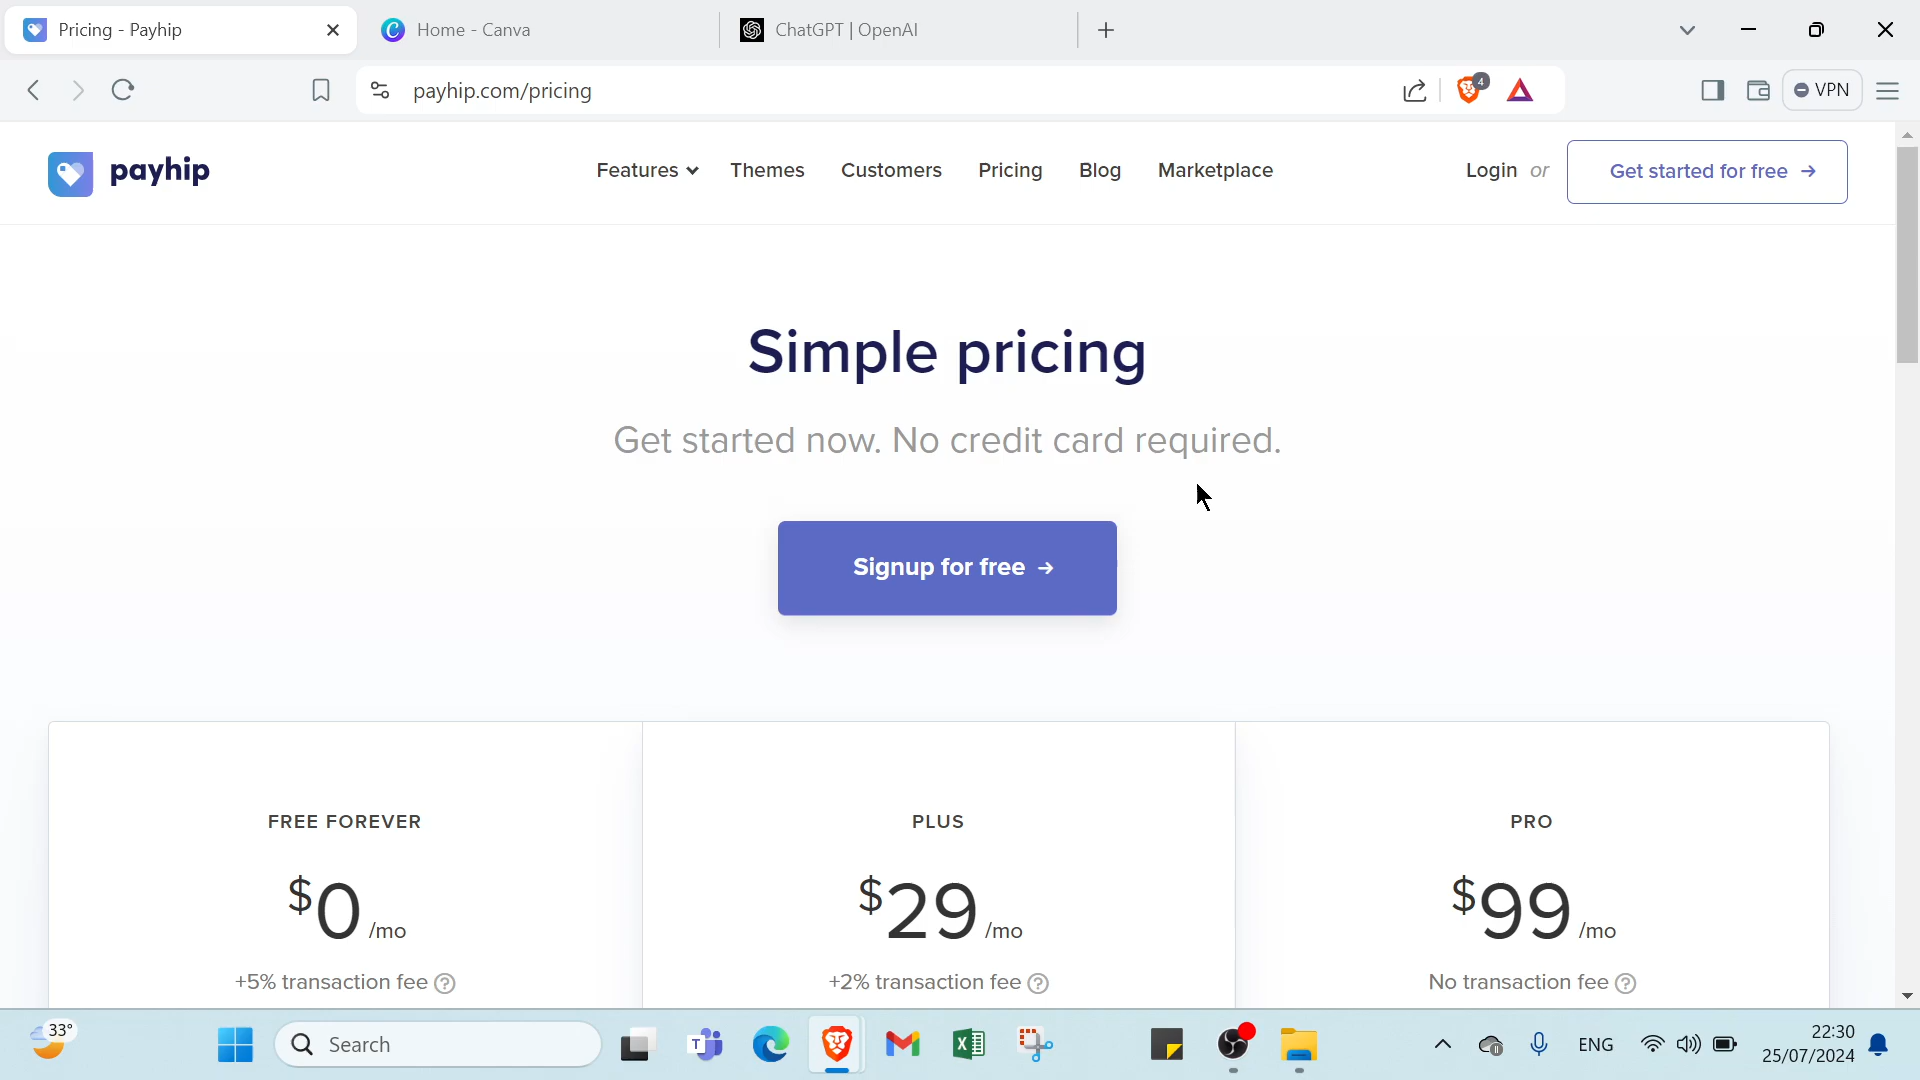 Pricing - Payhip
Home - Canva
ChatGPT | OpenAI
payhip.com/pricing
4
VPN
payhip
Features
Themes
Customers
Pricing
Blog
Marketplace
Login or
Get started for free →
Simple pricing
Get started now. No credit card required.
Signup for free →
FREE FOREVER
$0 /mo
+5% transaction fee ?
PLUS
$29 /mo
+2% transaction fee ?
PRO
$99 /mo
No transaction fee ?
33°
Search
ENG
22:30
25/07/2024